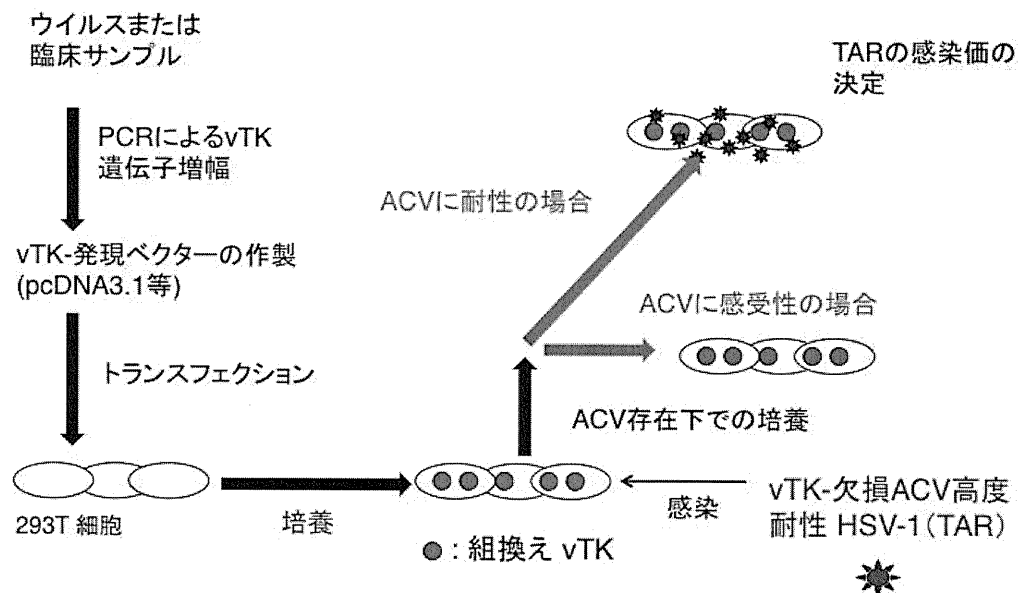 ウイルスまたは
臨床サンプル
PCRによるvTK
遺伝子増幅
vTK-発現ベクターの作製
(pcDNA3.1等)
トランスフェクション
293T 細胞
培養
●: 組換え vTK
感染
vTK-欠損ACV高度
耐性 HSV-1(TAR)
ACV存在下での培養
ACVに感受性の場合
ACVに耐性の場合
TARの感染価の
決定